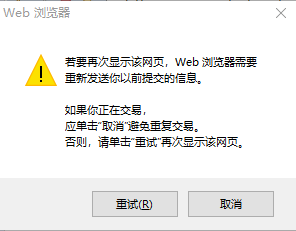 Web 浏览器
若要再次显示该网页，Web 浏览器需要
重新发送你以前提交的信息。
如果你正在交易，
应单击"取消"避免重复交易。
否则，请单击"重试"再次显示该网页。
重试(R)
取消